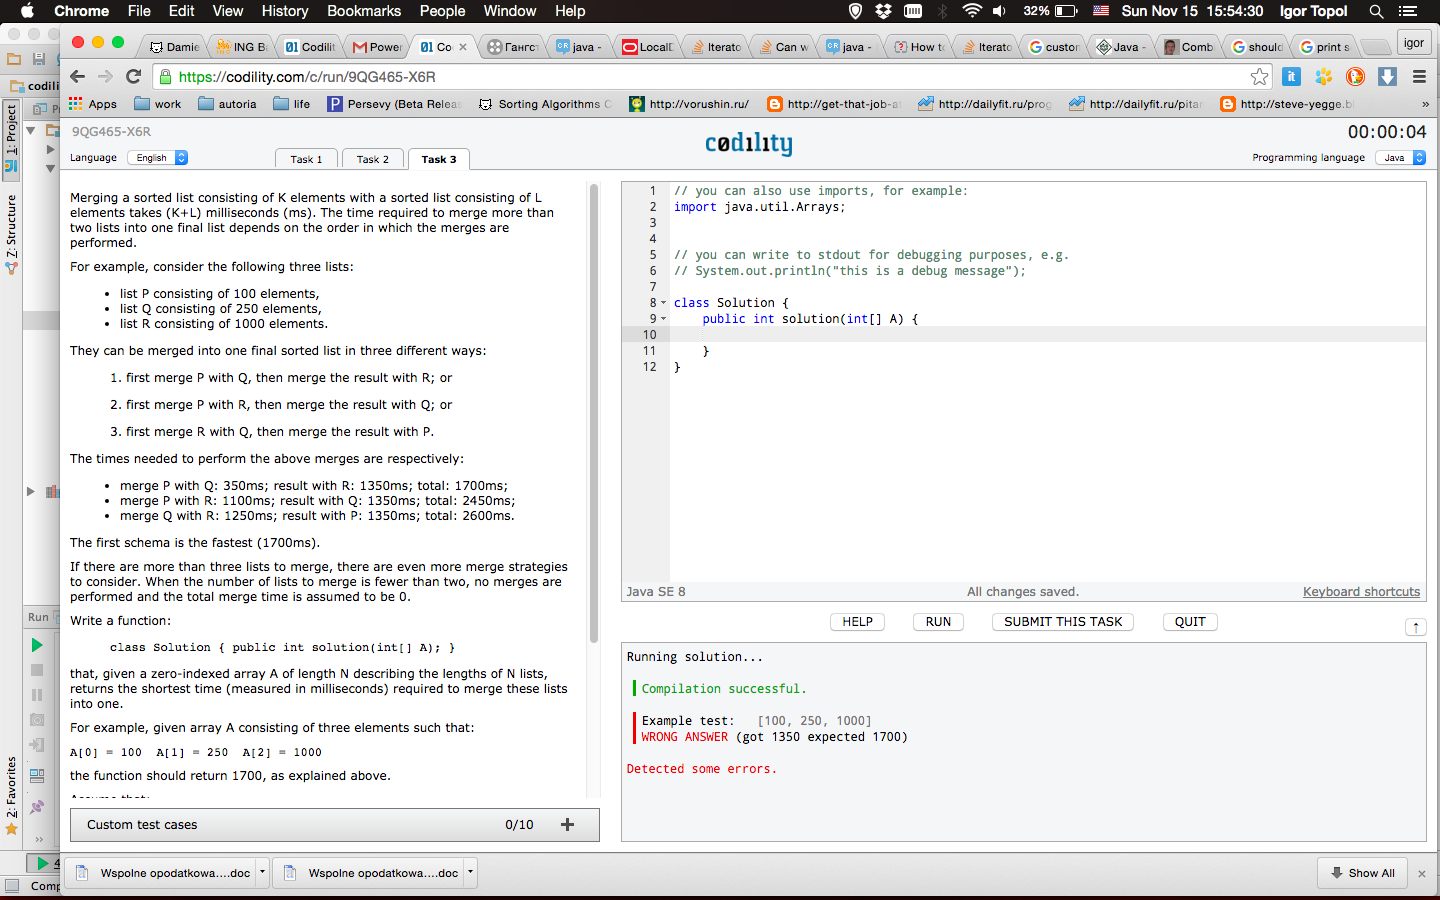 Chrome File Edit View History Bookmarks People Window Help 32% Sun Nov 15 15:54:30 Igor Topol
Damie ING Ba Codilit Power Co Гангст java - LocalD Iterato Can w java - How to Iterato custor Java - Comb should print s igor
https://codility.com/c/run/9QG465-X6R
Apps work autoria life Persevy (Beta Releas Sorting Algorithms C http://vorushin.ru/ http://get-that-job-at http://dailyfit.ru/prog http://dailyfit.ru/pitan http://steve-yegge.bl »
codili
1: Project
Z: Structure
2: Favorites
Run
Comp
9QG465-X6R
codility
00:00:04
Language English
Task 1 Task 2 Task 3
Programming language Java
Merging a sorted list consisting of K elements with a sorted list consisting of L
elements takes (K+L) milliseconds (ms). The time required to merge more than
two lists into one final list depends on the order in which the merges are
performed.
For example, consider the following three lists:
• list P consisting of 100 elements,
• list Q consisting of 250 elements,
• list R consisting of 1000 elements.
They can be merged into one final sorted list in three different ways:
1. first merge P with Q, then merge the result with R; or
2. first merge P with R, then merge the result with Q; or
3. first merge R with Q, then merge the result with P.
The times needed to perform the above merges are respectively:
• merge P with Q: 350ms; result with R: 1350ms; total: 1700ms;
• merge P with R: 1100ms; result with Q: 1350ms; total: 2450ms;
• merge Q with R: 1250ms; result with P: 1350ms; total: 2600ms.
The first schema is the fastest (1700ms).
If there are more than three lists to merge, there are even more merge strategies
to consider. When the number of lists to merge is fewer than two, no merges are
performed and the total merge time is assumed to be 0.
Write a function:
class Solution { public int solution(int[] A); }
that, given a zero-indexed array A of length N describing the lengths of N lists,
returns the shortest time (measured in milliseconds) required to merge these lists
into one.
For example, given array A consisting of three elements such that:
A[0] = 100 A[1] = 250 A[2] = 1000
the function should return 1700, as explained above.
Assume that:
Custom test cases 0/10 +
1 // you can also use imports, for example:
2 import java.util.Arrays;
3
4
5 // you can write to stdout for debugging purposes, e.g.
6 // System.out.println("this is a debug message");
7
8 class Solution {
9 public int solution(int[] A) {
10
11 }
12 }
Java SE 8 All changes saved. Keyboard shortcuts
HELP RUN SUBMIT THIS TASK QUIT ↑
Running solution...
Compilation successful.
Example test: [100, 250, 1000]
WRONG ANSWER (got 1350 expected 1700)
Detected some errors.
Wspolne opodatkowa....doc Wspolne opodatkowa....doc Show All